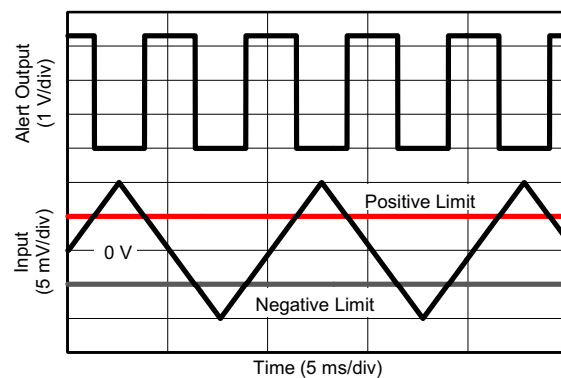 Alert Output
(1 V/div)
Positive Limit
Input
(5 mV/div)
0 V
Negative Limit
Time (5 ms/div)